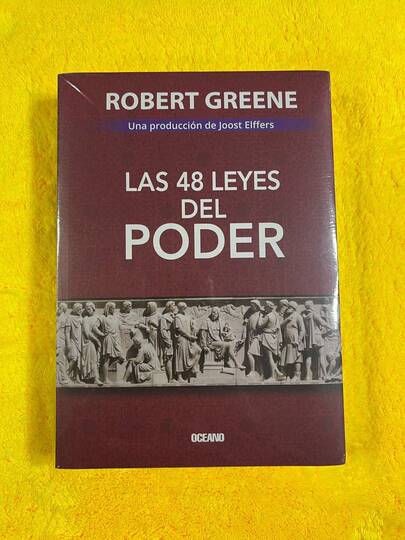 ROBERT GREENE
Una producción de Joost Elffers
LAS 48 LEYES
DEL
PODER
OCEANO